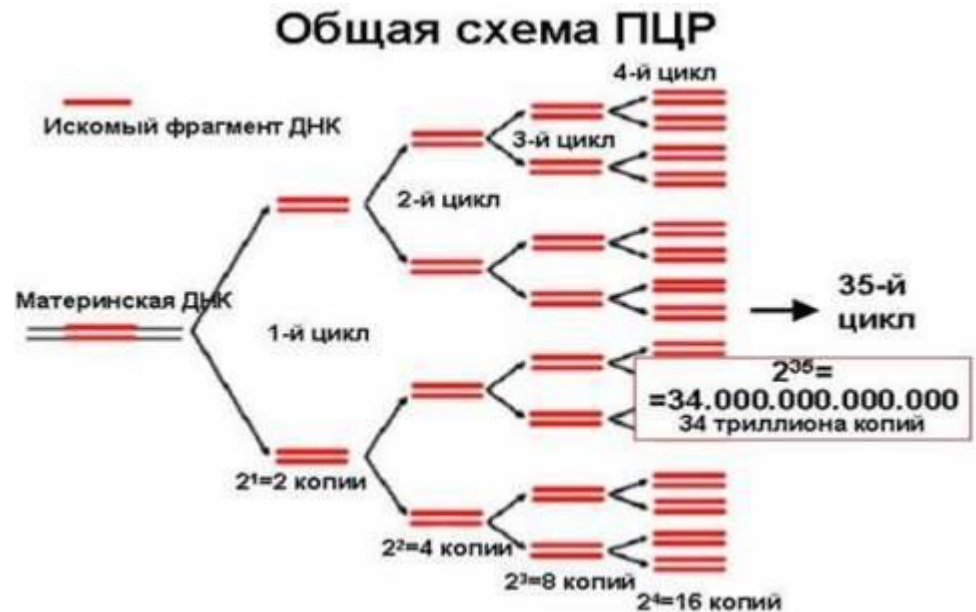 Общая схема ПЦР
4-й цикл
Искомый фрагмент ДНК
3-й цикл
2-й цикл
Материнская ДНК
1-й цикл
35-й
цикл
2³⁵=
=34.000.000.000.000
34 триллиона копий
2¹=2 копии
2²=4 копии
2³=8 копий
2⁴=16 копий